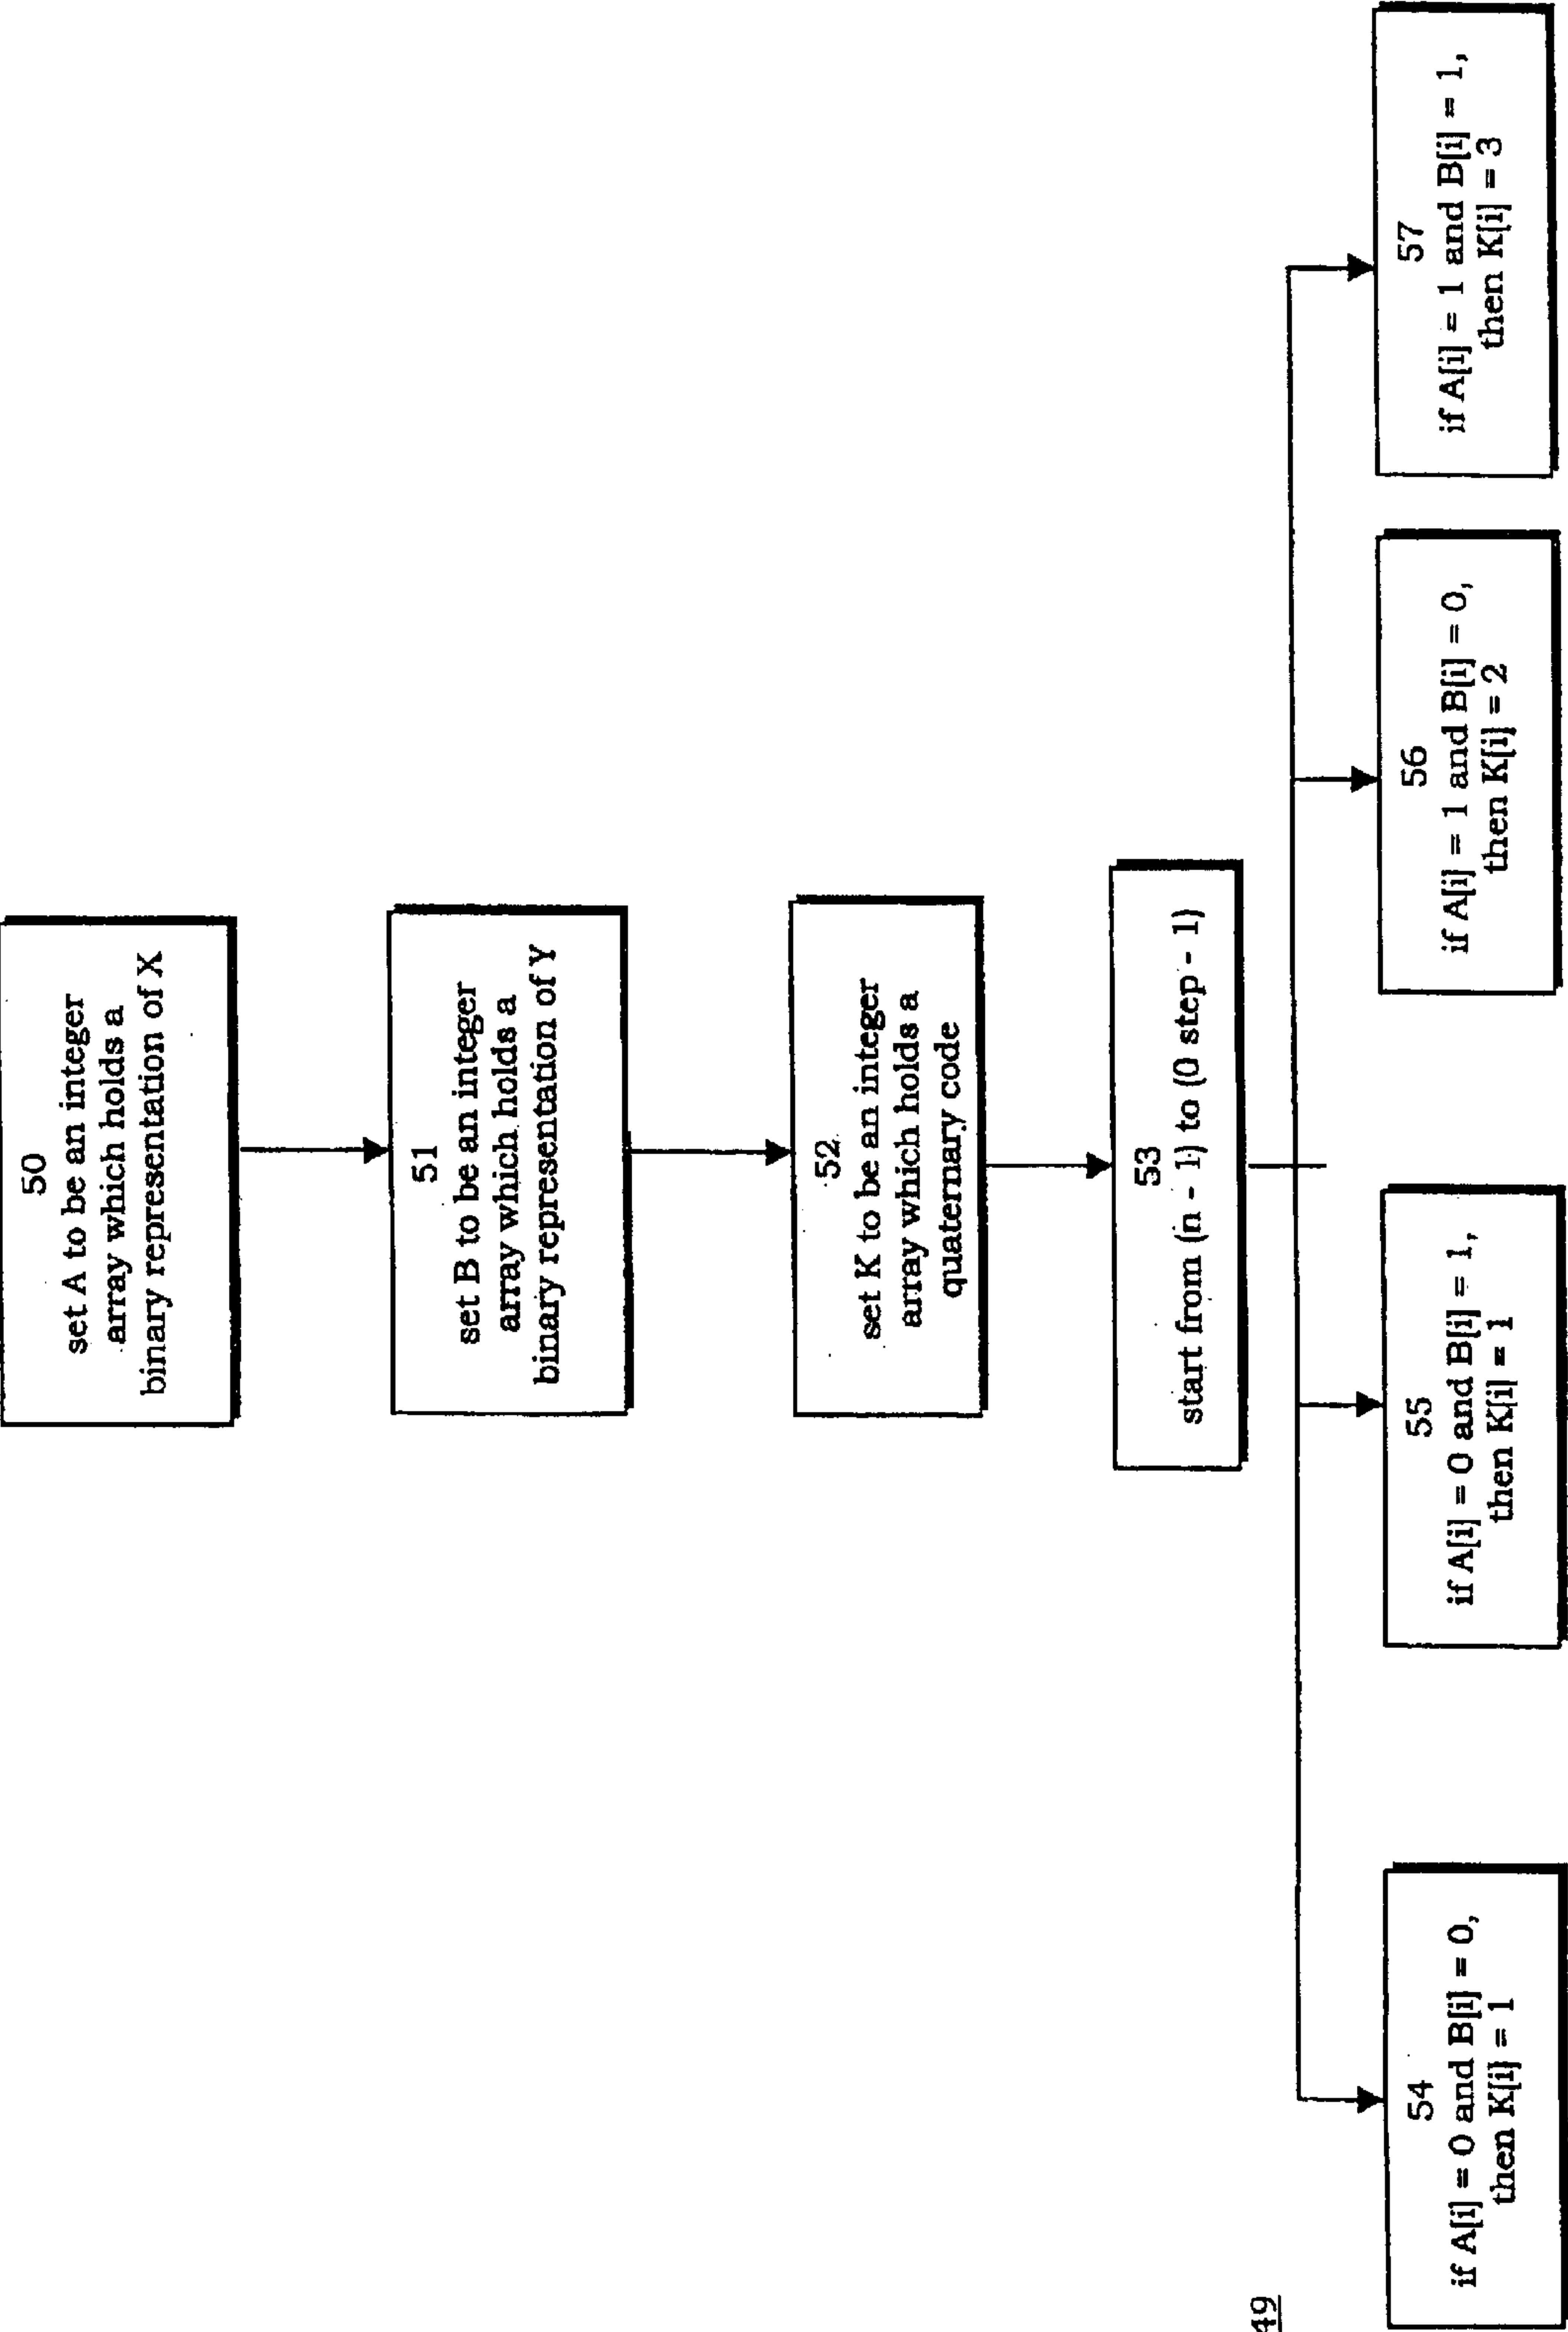 50
set A to be an integer
array which holds a
binary representation of X
51
set B to be an integer
array which holds a
binary representation of Y
52
set K to be an integer
array which holds a
quaternary code
53
start from (n - 1) to (0 step - 1)
49
54
if A[i] = 0 and B[i] = 0,
then K[i] = 1
55
if A[i] = 0 and B[i] = 1,
then K[i] = 1
56
if A[i] = 1 and B[i] = 0,
then K[i] = 2
57
if A[i] = 1 and B[i] = 1,
then K[i] = 3